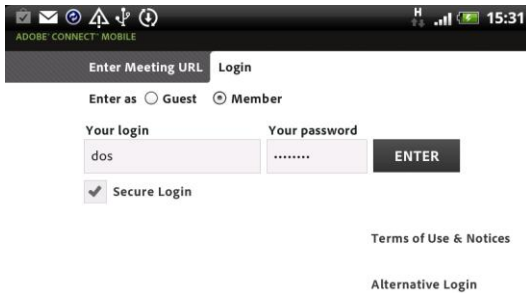 H 15:31
ADOBE® CONNECT™ MOBILE
Enter Meeting URL Login
Enter as Guest Member
Your login Your password
dos ········ ENTER
Secure Login
Terms of Use & Notices
Alternative Login